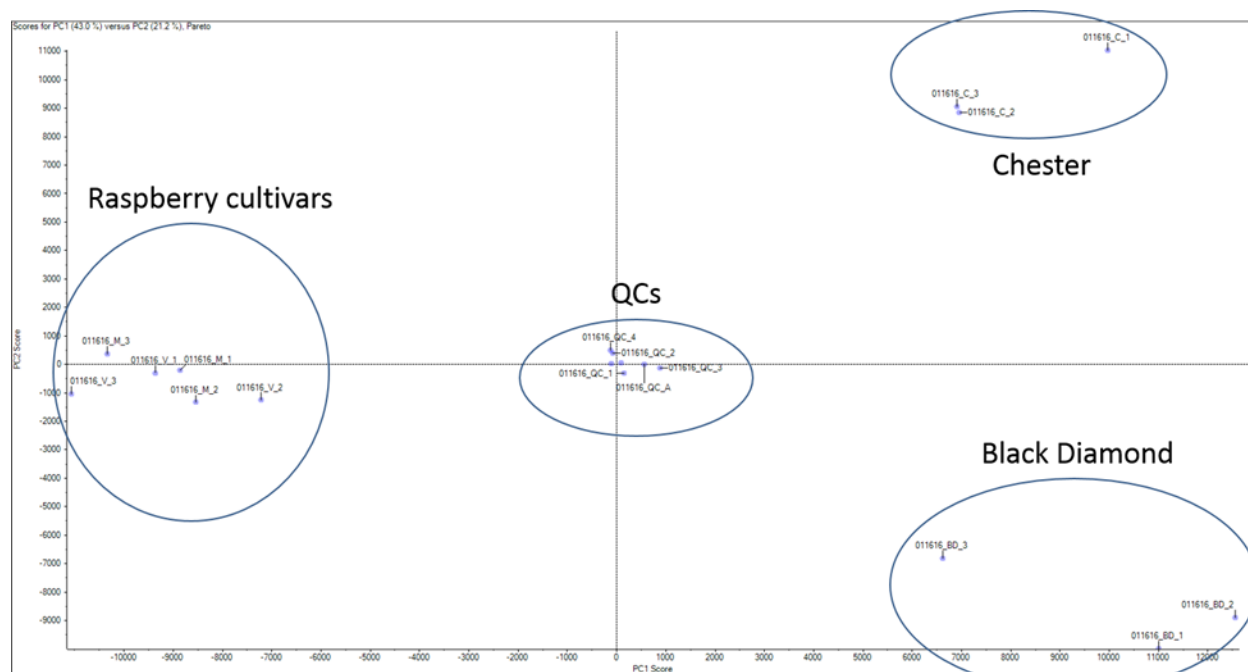 Scores for PC1 (43.0 %) versus PC2 (21.2 %), Pareto
11000
10000
9000
8000
7000
6000
5000
4000
3000
2000
1000
0
-1000
-2000
-3000
-4000
-5000
-6000
-7000
-8000
-9000
PC2 Score
011616_C_1
011616_C_3
011616_C_2
Chester
Raspberry cultivars
011616_M_3
011616_V_1
011616_M_1
011616_V_3
011616_M_2
011616_V_2
QCs
011616_QC_4
011616_QC_2
011616_QC_1
011616_QC_3
011616_QC_A
Black Diamond
011616_BD_3
011616_BD_2
011616_BD_1
-10000 -9000 -8000 -7000 -6000 -5000 -4000 -3000 -2000 -1000 0 1000 2000 3000 4000 5000 6000 7000 8000 9000 10000 11000 12000
PC1 Score